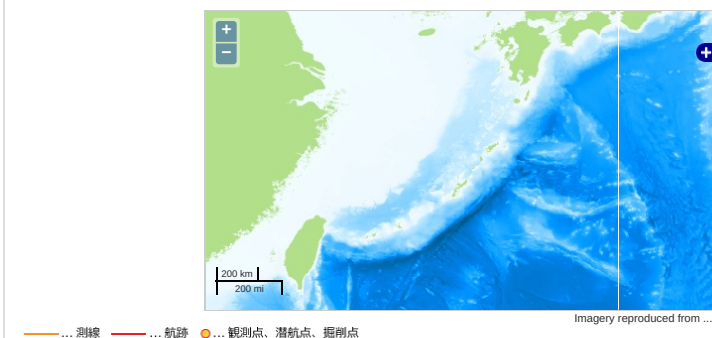 +
−
+
200 km
200 mi
Imagery reproduced from ...
... 測線 ... 航跡 ... 観測点、潜航点、掘削点